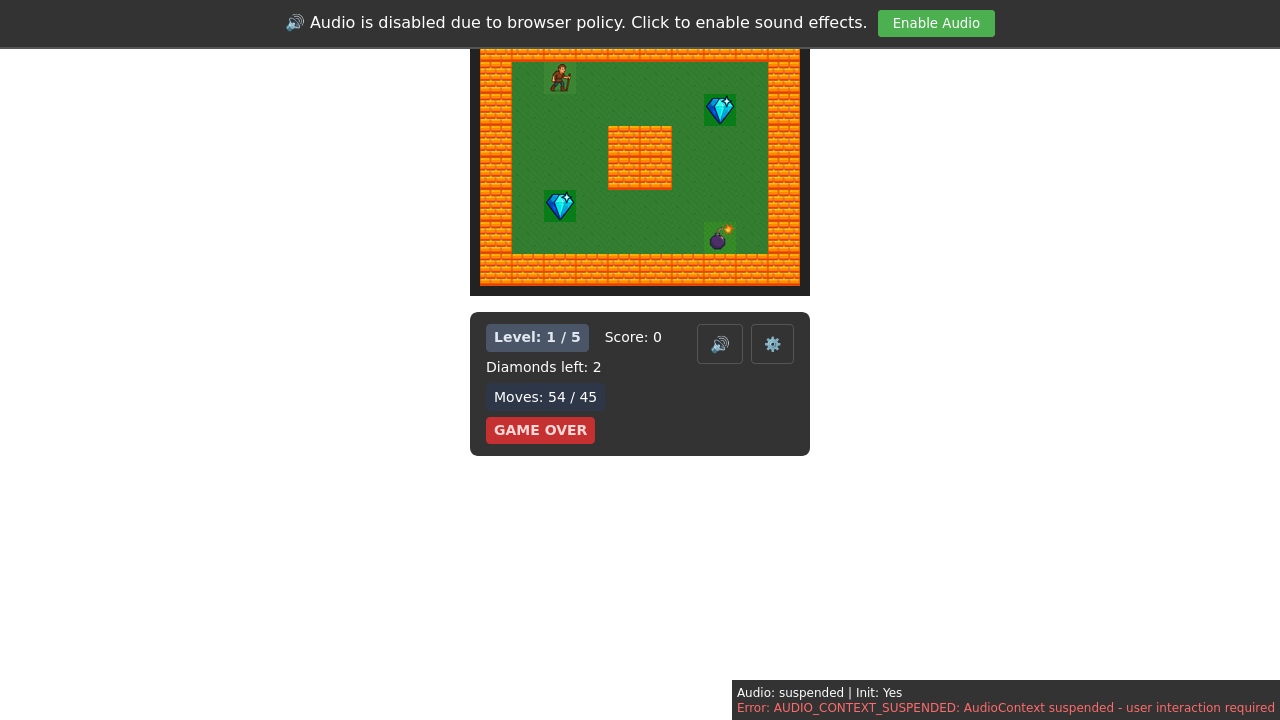 🔊 Audio is disabled due to browser policy. Click to enable sound effects. Enable Audio
Level: 1 / 5 Score: 0
Diamonds left: 2
Moves: 54 / 45
GAME OVER
Audio: suspended | Init: Yes
Error: AUDIO_CONTEXT_SUSPENDED: AudioContext suspended - user interaction required